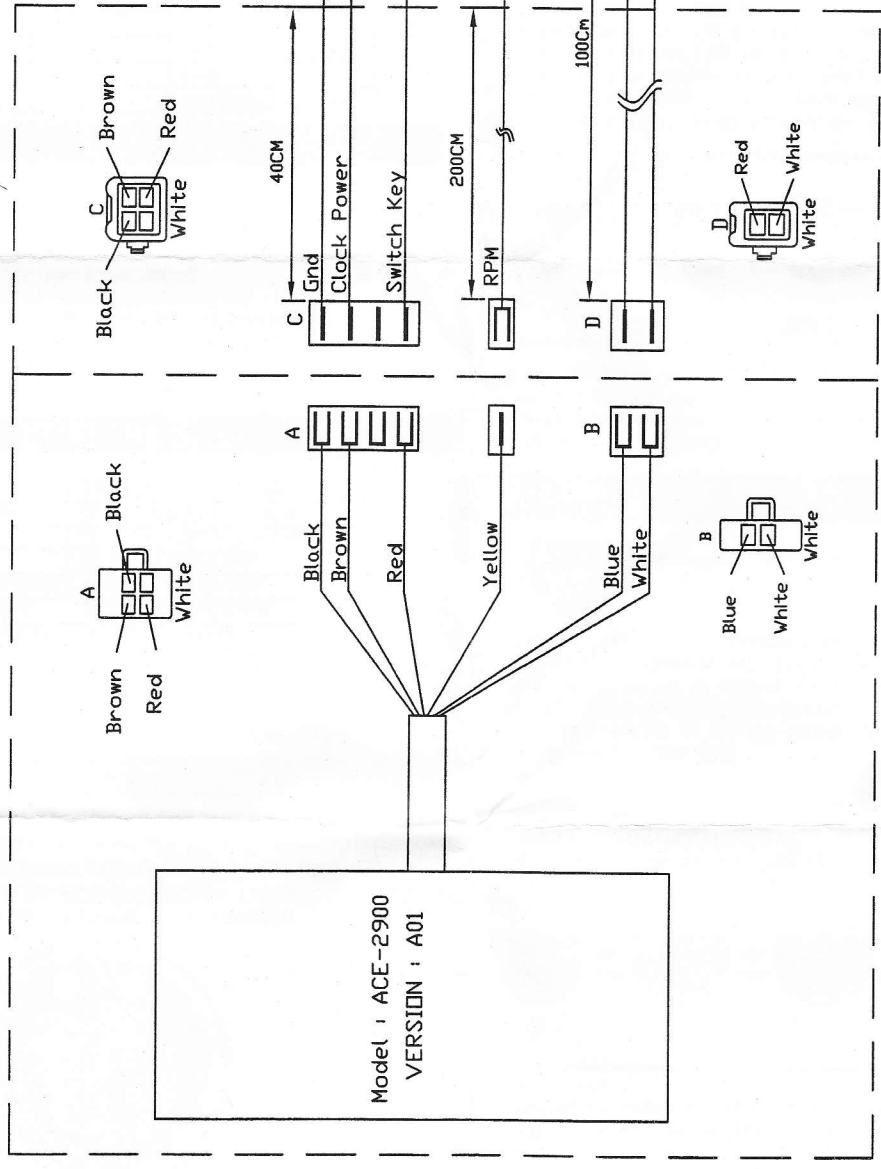 Brown
Red
C
White
Black
40CM
Gnd
Clock Power
Switch Key
C
200CM
RPM
100Cm
D
Red
White
D
White
A
Black
Brown
Red
White
A
Black
Brown
Red
Yellow
B
Blue
White
B
Blue
White
White
Model : ACE-2900
VERSION : A01